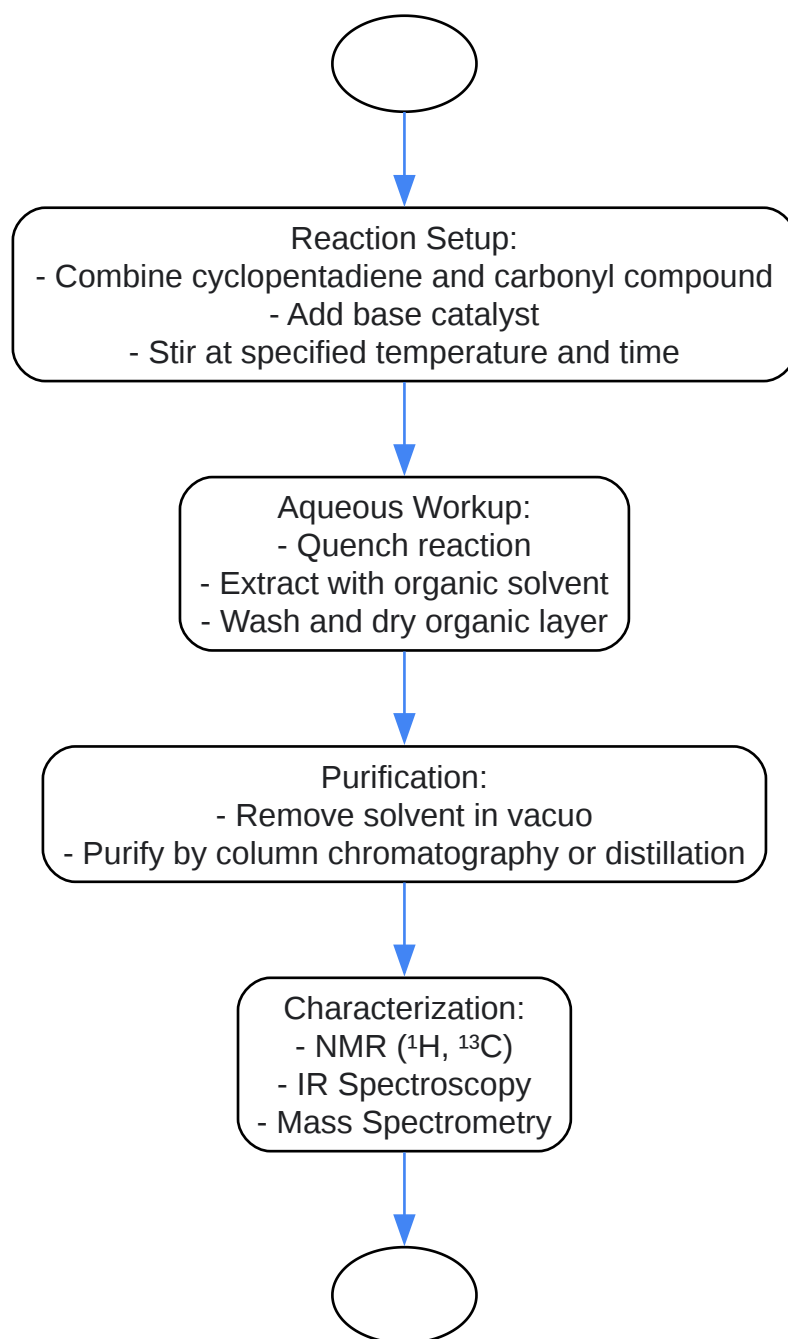 Reaction Setup:
- Combine cyclopentadiene and carbonyl compound
- Add base catalyst
- Stir at specified temperature and time
Aqueous Workup:
- Quench reaction
- Extract with organic solvent
- Wash and dry organic layer
Purification:
- Remove solvent in vacuo
- Purify by column chromatography or distillation
Characterization:
- NMR (¹H, ¹³C)
- IR Spectroscopy
- Mass Spectrometry